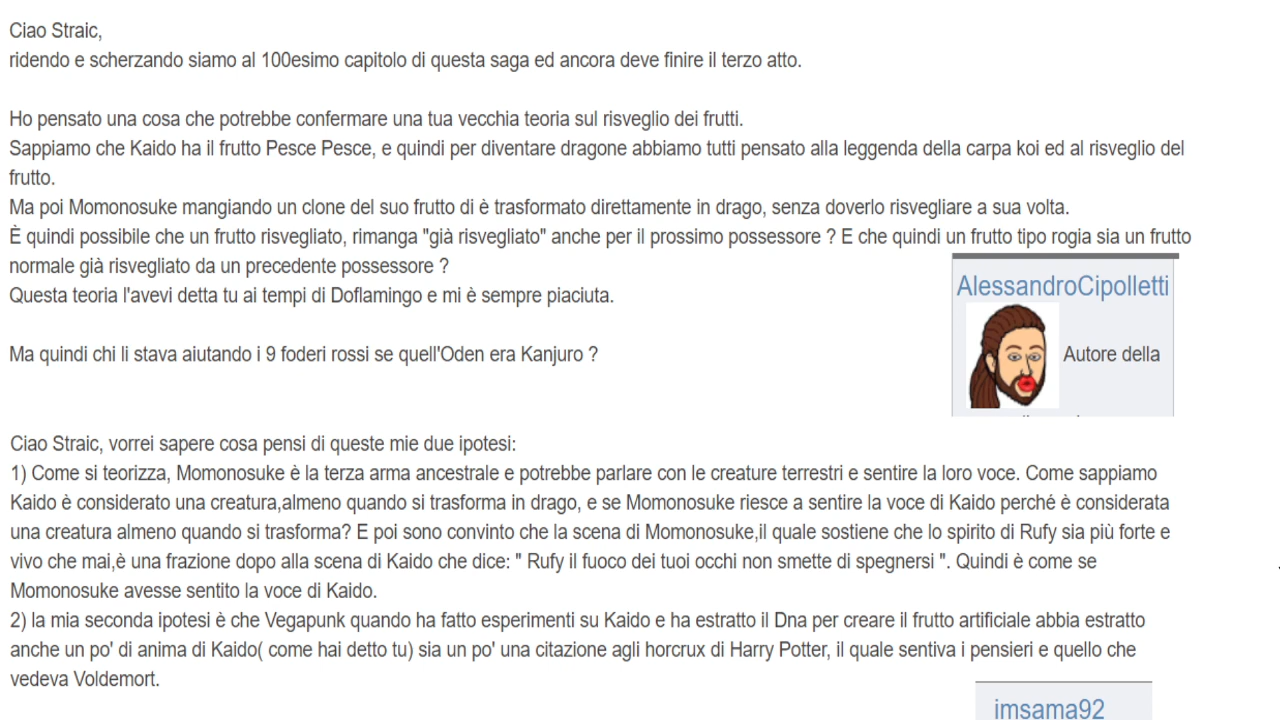 Ciao Straic,
ridendo e scherzando siamo al 100esimo capitolo di questa saga ed ancora deve finire il terzo atto.
Ho pensato una cosa che potrebbe confermare una tua vecchia teoria sul risveglio dei frutti.
Sappiamo che Kaido ha il frutto Pesce Pesce, e quindi per diventare dragone abbiamo tutti pensato alla leggenda della carpa koi ed al risveglio del
frutto.
Ma poi Momonosuke mangiando un clone del suo frutto di è trasformato direttamente in drago, senza doverlo risvegliare a sua volta.
È quindi possibile che un frutto risvegliato, rimanga "già risvegliato" anche per il prossimo possessore ? E che quindi un frutto tipo rogia sia un frutto
normale già risvegliato da un precedente possessore ?
Questa teoria l'avevi detta tu ai tempi di Doflamingo e mi è sempre piaciuta.
Ma quindi chi li stava aiutando i 9 foderi rossi se quell'Oden era Kanjuro ?
AlessandroCipolletti
Autore della
Ciao Straic, vorrei sapere cosa pensi di queste mie due ipotesi:
1) Come si teorizza, Momonosuke è la terza arma ancestrale e potrebbe parlare con le creature terrestri e sentire la loro voce. Come sappiamo
Kaido è considerato una creatura,almeno quando si trasforma in drago, e se Momonosuke riesce a sentire la voce di Kaido perché è considerata
una creatura almeno quando si trasforma? E poi sono convinto che la scena di Momonosuke,il quale sostiene che lo spirito di Rufy sia più forte e
vivo che mai,è una frazione dopo alla scena di Kaido che dice: " Rufy il fuoco dei tuoi occhi non smette di spegnersi ". Quindi è come se
Momonosuke avesse sentito la voce di Kaido.
2) la mia seconda ipotesi è che Vegapunk quando ha fatto esperimenti su Kaido e ha estratto il Dna per creare il frutto artificiale abbia estratto
anche un po' di anima di Kaido( come hai detto tu) sia un po' una citazione agli horcrux di Harry Potter, il quale sentiva i pensieri e quello che
vedeva Voldemort.
imsama92